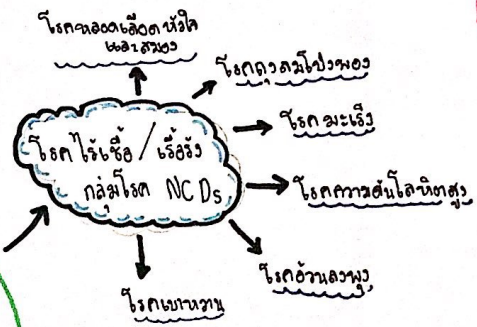 โรคหลอดเลือดหัวใจ
และสมอง
โรคถุงลมโป่งพอง
โรคมะเร็ง
โรคไร้เชื้อ / เรื้อรัง
กลุ่มโรค NCDs
โรคความดันโลหิตสูง
โรคอ้วนลงพุง
โรคเบาหวาน